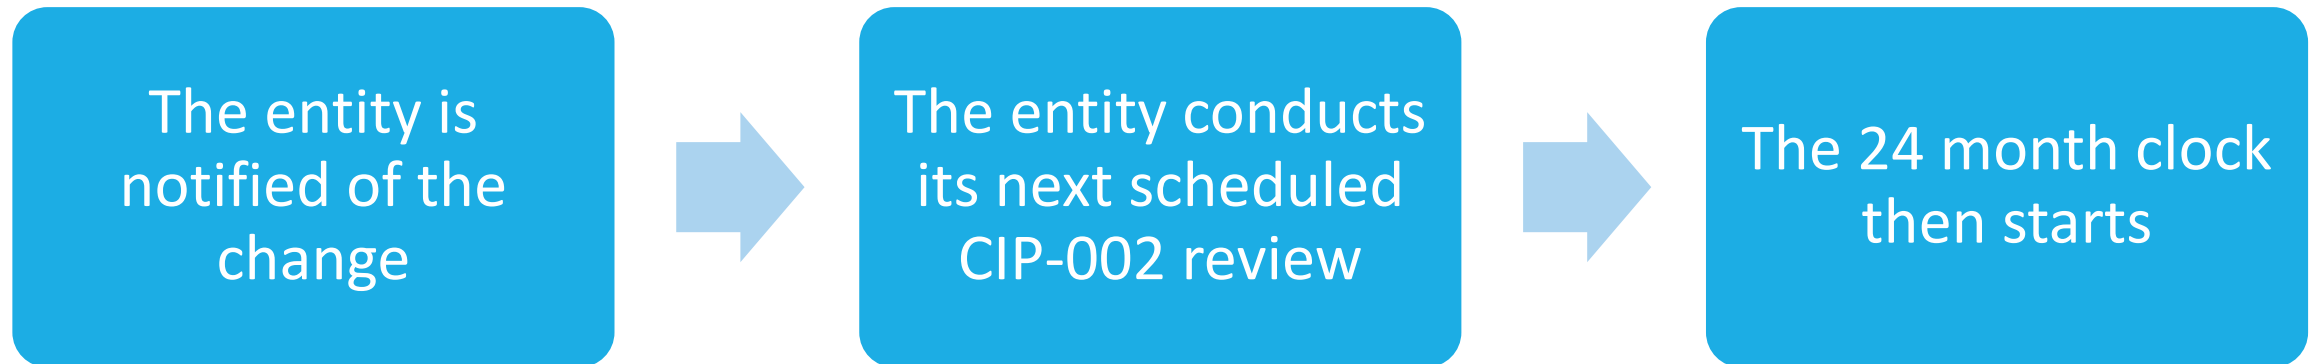 The entity is
notified of the
change
The entity conducts
its next scheduled
CIP-002 review
The 24 month clock
then starts